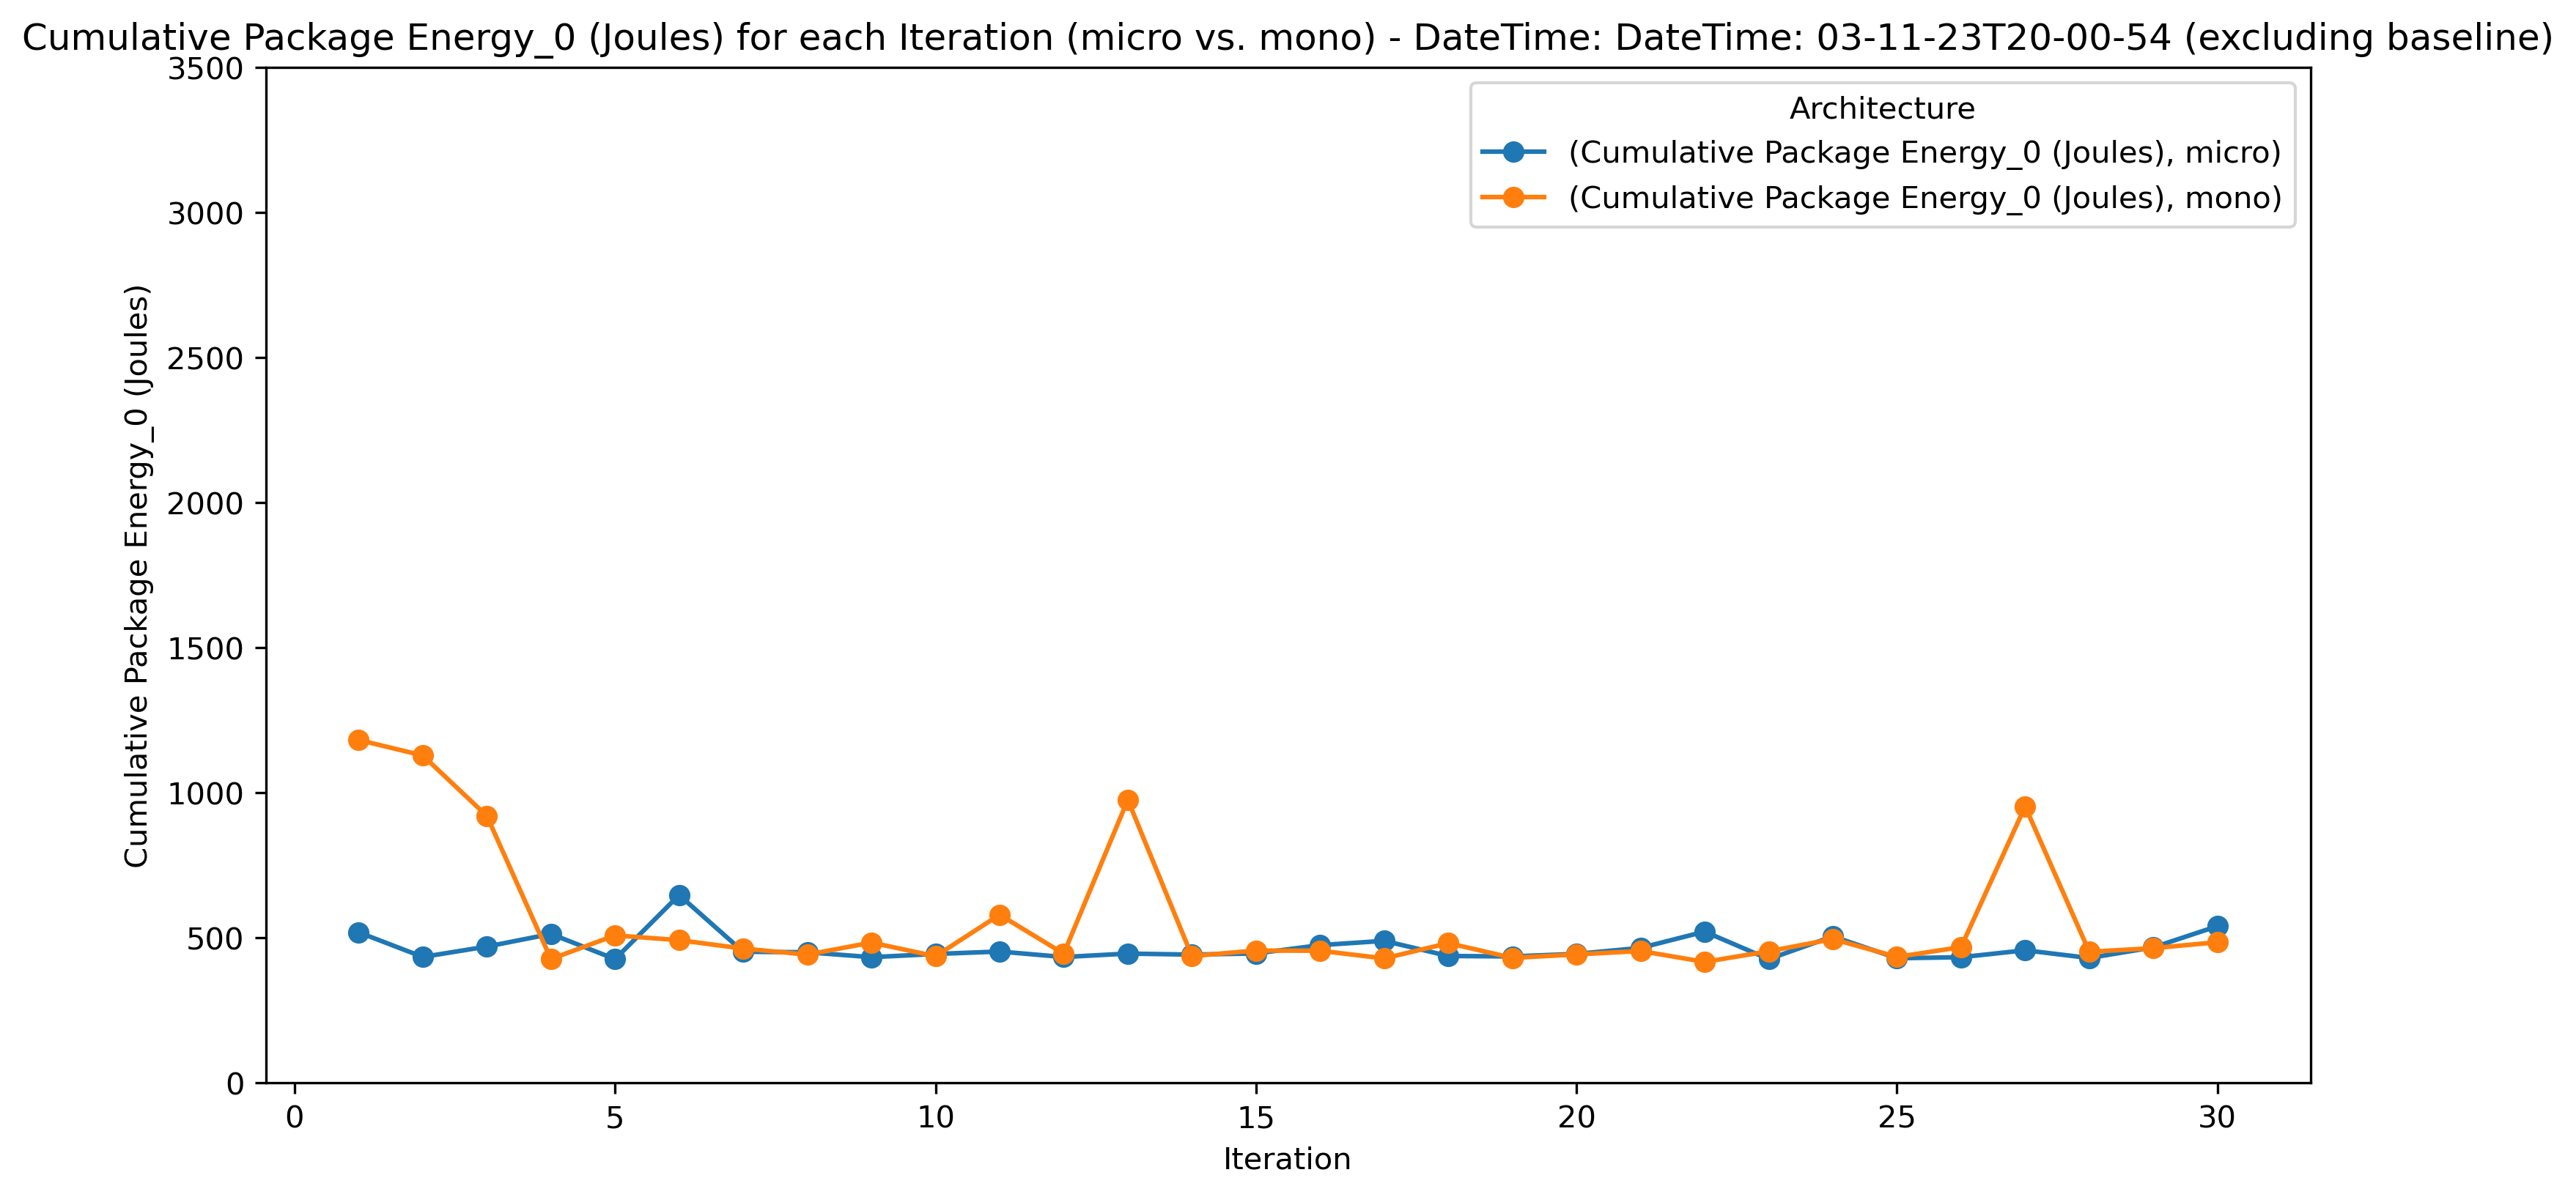 Cumulative Package Energy_0 (Joules) for each Iteration (micro vs. mono) - DateTime: DateTime: 03-11-23T20-00-54 (excluding baseline)
Architecture
(Cumulative Package Energy_0 (Joules), micro)
(Cumulative Package Energy_0 (Joules), mono)
Cumulative Package Energy_0 (Joules)
3500
3000
2500
2000
1500
1000
500
0
0 5 10 15 20 25 30
Iteration